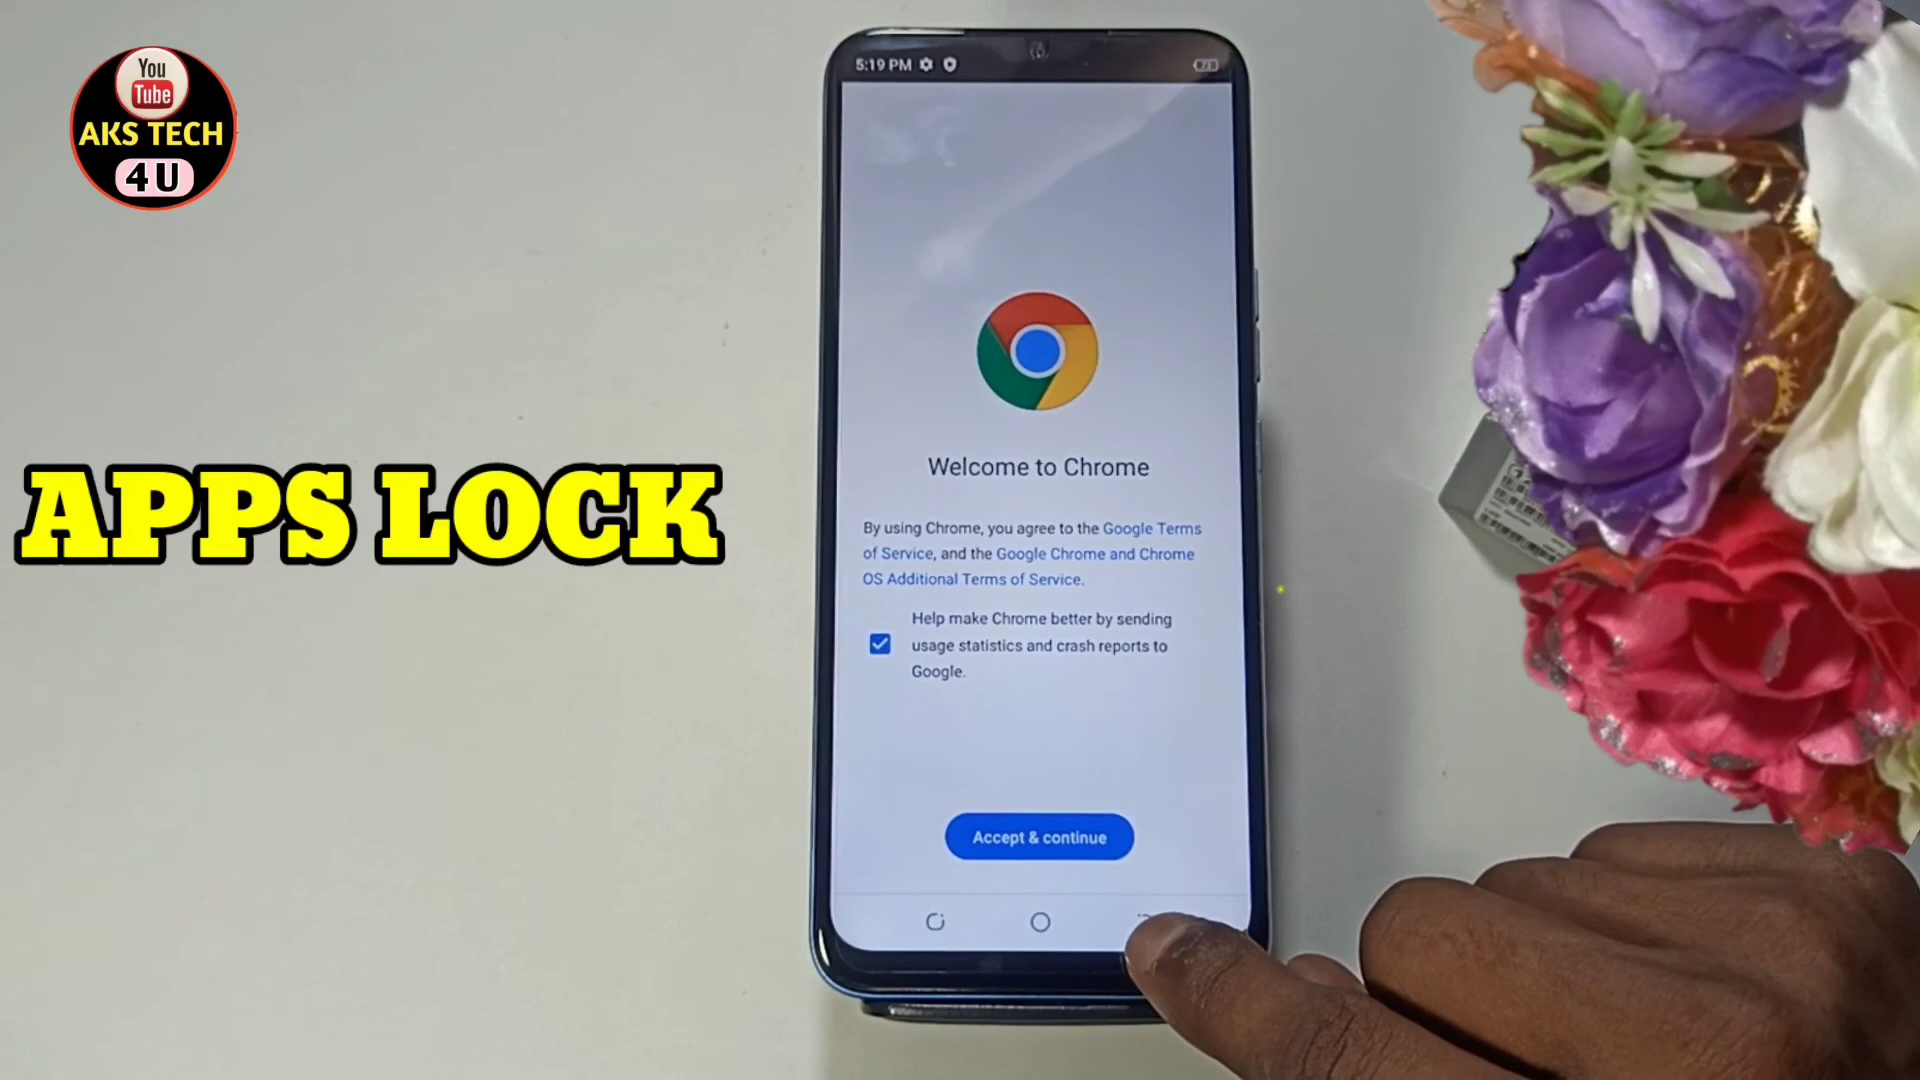 You
Tube
AKS TECH
4 U
5:19 PM
73
APPS LOCK
Welcome to Chrome
By using Chrome, you agree to the Google Terms
of Service, and the Google Chrome and Chrome
OS Additional Terms of Service.
Help make Chrome better by sending
usage statistics and crash reports to
Google.
Accept & continue